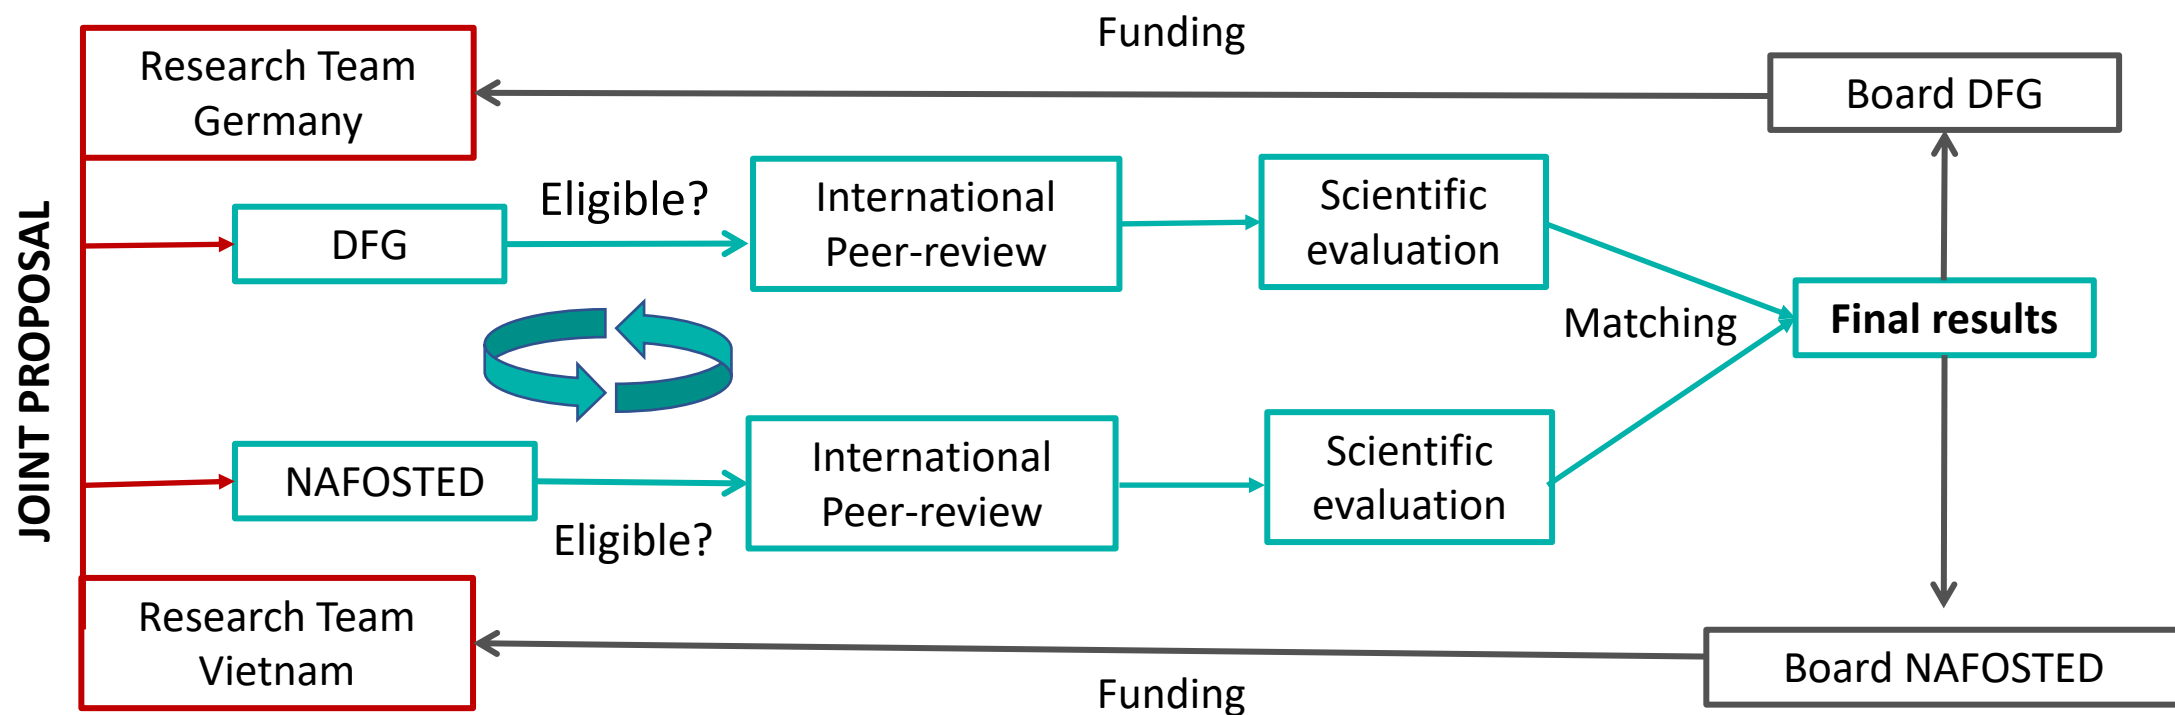 JOINT PROPOSAL
Funding
Research Team
Germany
Board DFG
Eligible?
DFG
International
Peer-review
Scientific
evaluation
Matching
Final results
NAFOSTED
Eligible?
International
Peer-review
Scientific
evaluation
Research Team
Vietnam
Board NAFOSTED
Funding